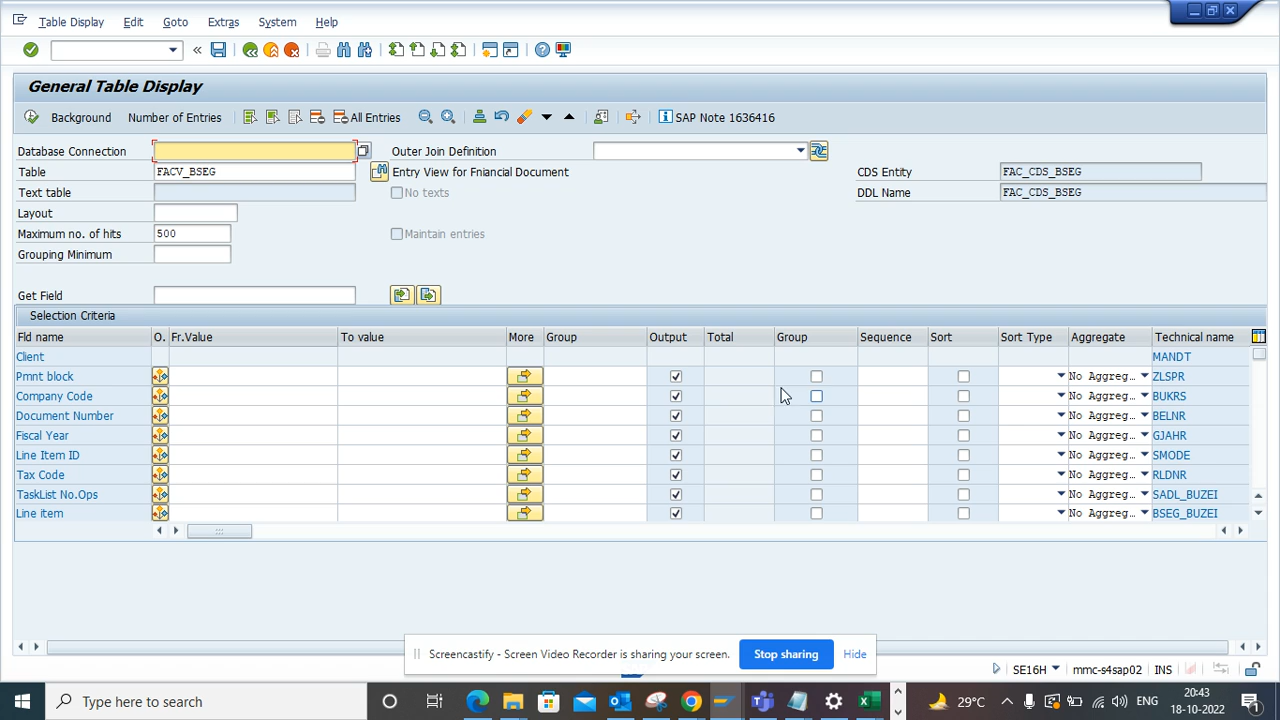 Table Display Edit Goto Extras System Help
General Table Display
Background Number of Entries All Entries SAP Note 1636416
Database Connection Outer Join Definition
Table FACV_BSEG Entry View for Fniancial Document CDS Entity FAC_CDS_BSEG
Text table No texts DDL Name FAC_CDS_BSEG
Layout
Maximum no. of hits 500 Maintain entries
Grouping Minimum
Get Field
Selection Criteria
Fld name O. Fr.Value To value More Group Output Total Group Sequence Sort Sort Type Aggregate Technical name
Client MANDT
Pmnt block No Aggreg… ZLSPR
Company Code No Aggreg… BUKRS
Document Number No Aggreg… BELNR
Fiscal Year No Aggreg… GJAHR
Line Item ID No Aggreg… SMODE
Tax Code No Aggreg… RLDNR
TaskList No.Ops No Aggreg… SADL_BUZEI
Line item No Aggreg… BSEG_BUZEI
Screencastify - Screen Video Recorder is sharing your screen. Stop sharing Hide
SE16H mmc-s4sap02 INS
Type here to search 29°C ENG 20:43
18-10-2022 1